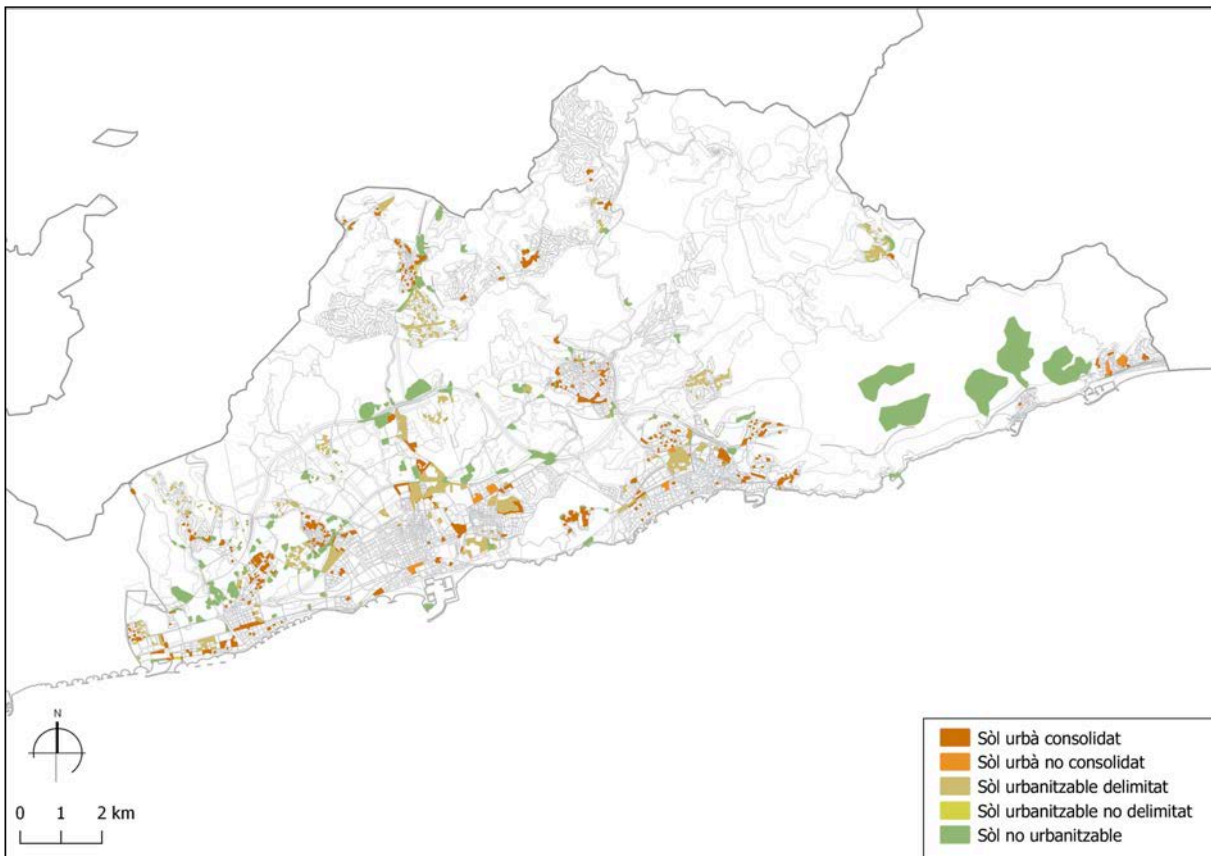 N
0 1 2 km
Sòl urbà consolidat
Sòl urbà no consolidat
Sòl urbanitzable delimitat
Sòl urbanitzable no delimitat
Sòl no urbanitzable